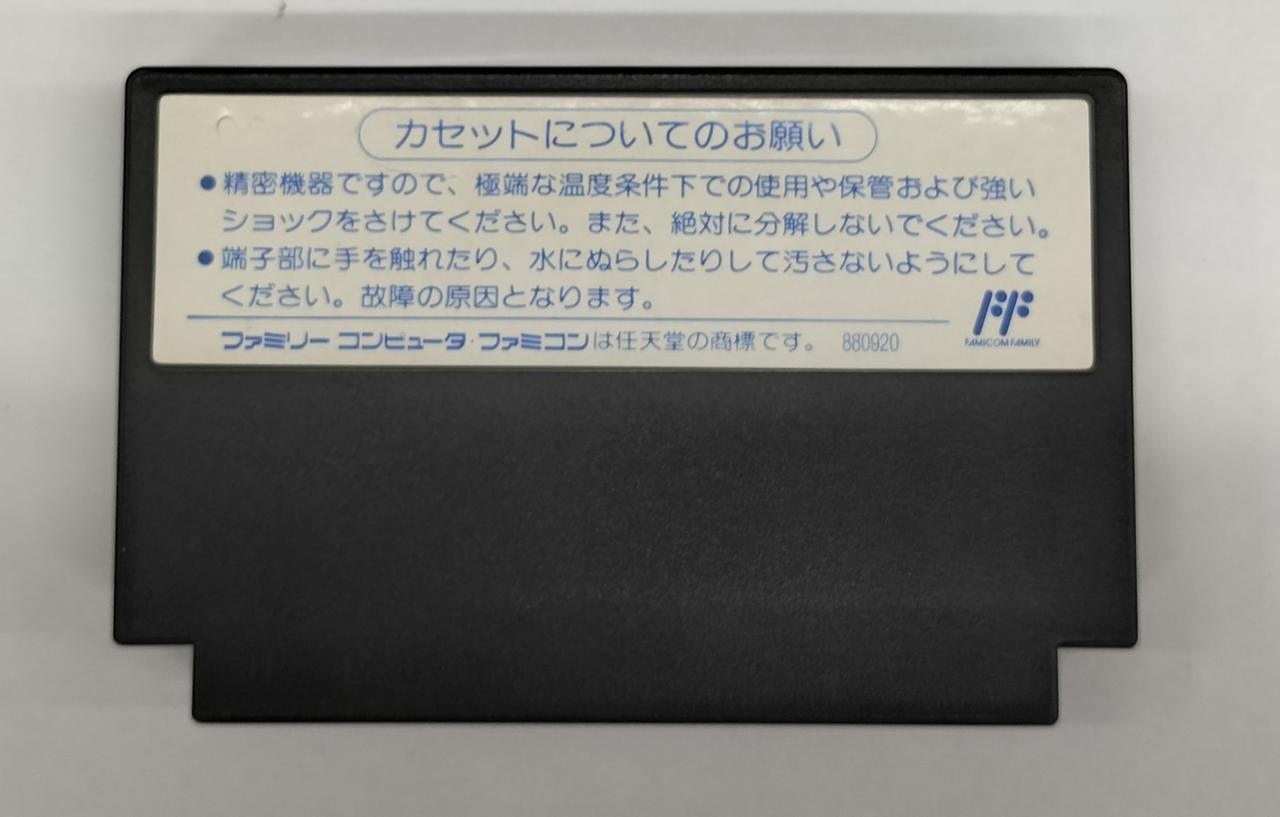 カセットについてのお願い
●精密機器ですので、極端な温度条件下での使用や保管および強い
ショックをさけてください。また、絶対に分解しないでください。
●端子部に手を触れたり、水にぬらしたりして汚さないようにして
ください。故障の原因となります。
ファミリー コンピュータ・ファミコンは任天堂の商標です。 880920
FF
FAMICOM FAMILY